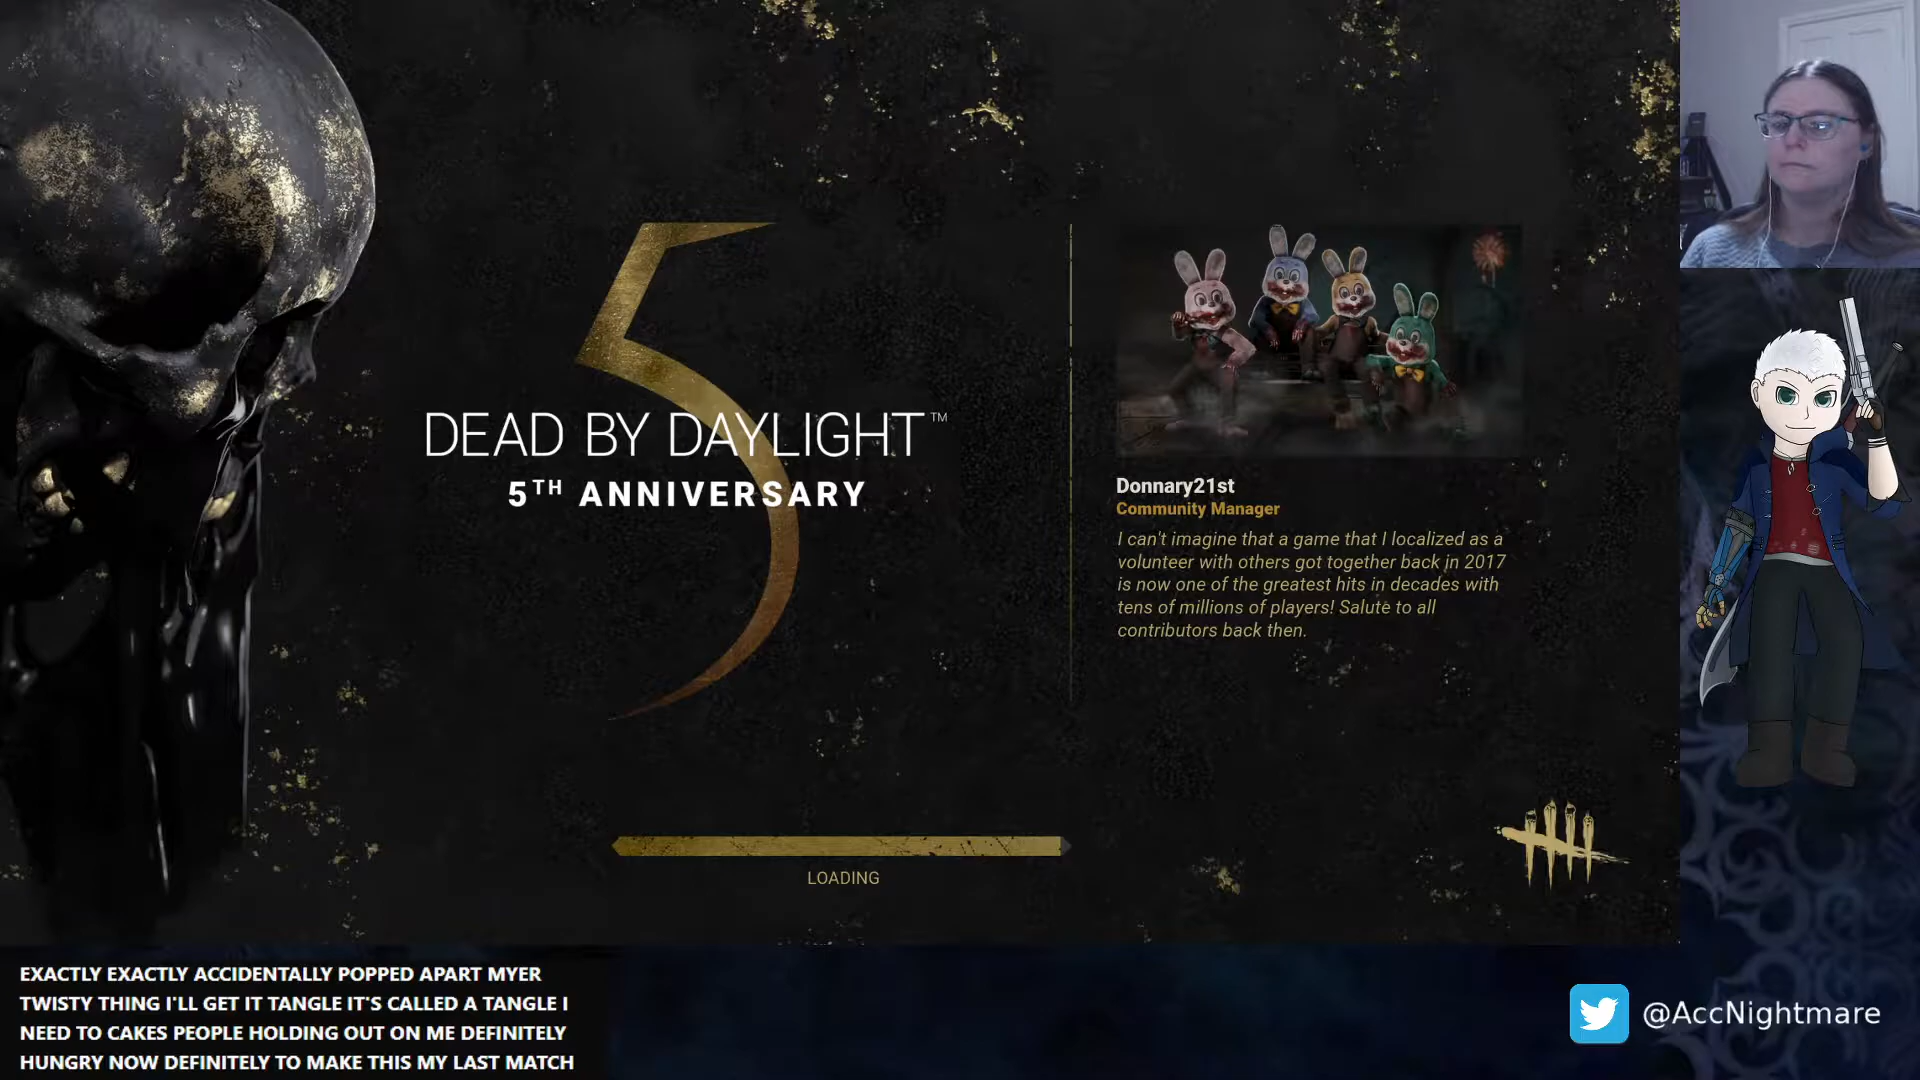 DEAD BY DAYLIGHT™
5TH ANNIVERSARY
Donnary21st
Community Manager
I can't imagine that a game that I localized as a
volunteer with others got together back in 2017
is now one of the greatest hits in decades with
tens of millions of players! Salute to all
contributors back then.
LOADING
EXACTLY EXACTLY ACCIDENTALLY POPPED APART MYER
TWISTY THING I'LL GET IT TANGLE IT'S CALLED A TANGLE I
NEED TO CAKES PEOPLE HOLDING OUT ON ME DEFINITELY
HUNGRY NOW DEFINITELY TO MAKE THIS MY LAST MATCH
@AccNightmare